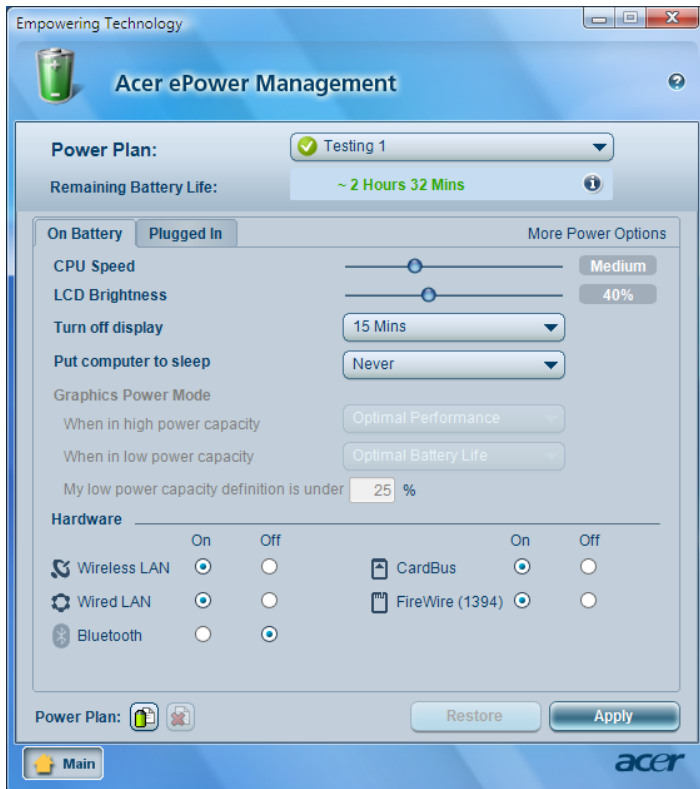 Empowering Technology
Acer ePower Management
Power Plan: Testing 1
Remaining Battery Life: ~ 2 Hours 32 Mins
On Battery Plugged In More Power Options
CPU Speed Medium
LCD Brightness 40%
Turn off display 15 Mins
Put computer to sleep Never
Graphics Power Mode
When in high power capacity Optimal Performance
When in low power capacity Optimal Battery Life
My low power capacity definition is under 25 %
Hardware
On Off On Off
Wireless LAN CardBus
Wired LAN FireWire (1394)
Bluetooth
Power Plan: Restore Apply
Main acer